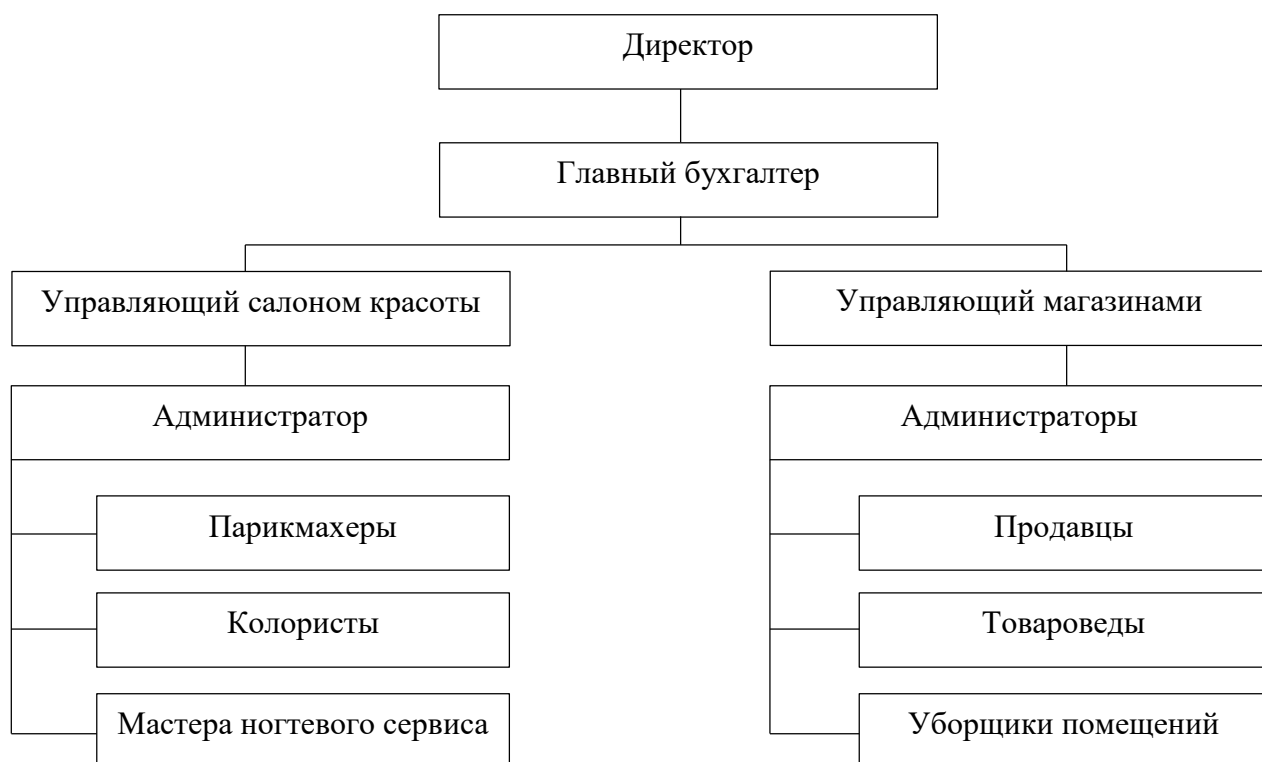 Директор
Главный бухгалтер
Управляющий салоном красоты
Управляющий магазинами
Администратор
Администраторы
Парикмахеры
Продавцы
Колористы
Товароведы
Мастера ногтевого сервиса
Уборщики помещений